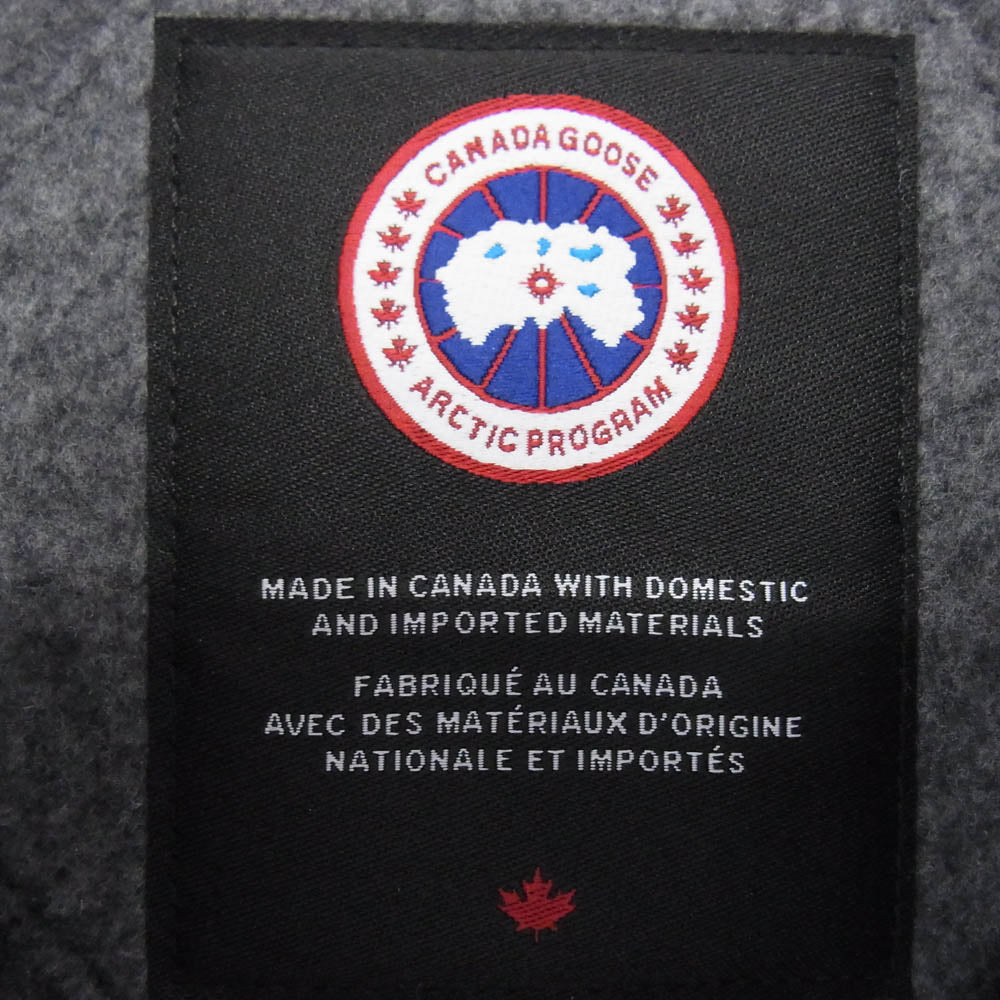 CANADA GOOSE
ARCTIC PROGRAM
MADE IN CANADA WITH DOMESTIC
AND IMPORTED MATERIALS
FABRIQUÉ AU CANADA
AVEC DES MATÉRIAUX D'ORIGINE
NATIONALE ET IMPORTÉS